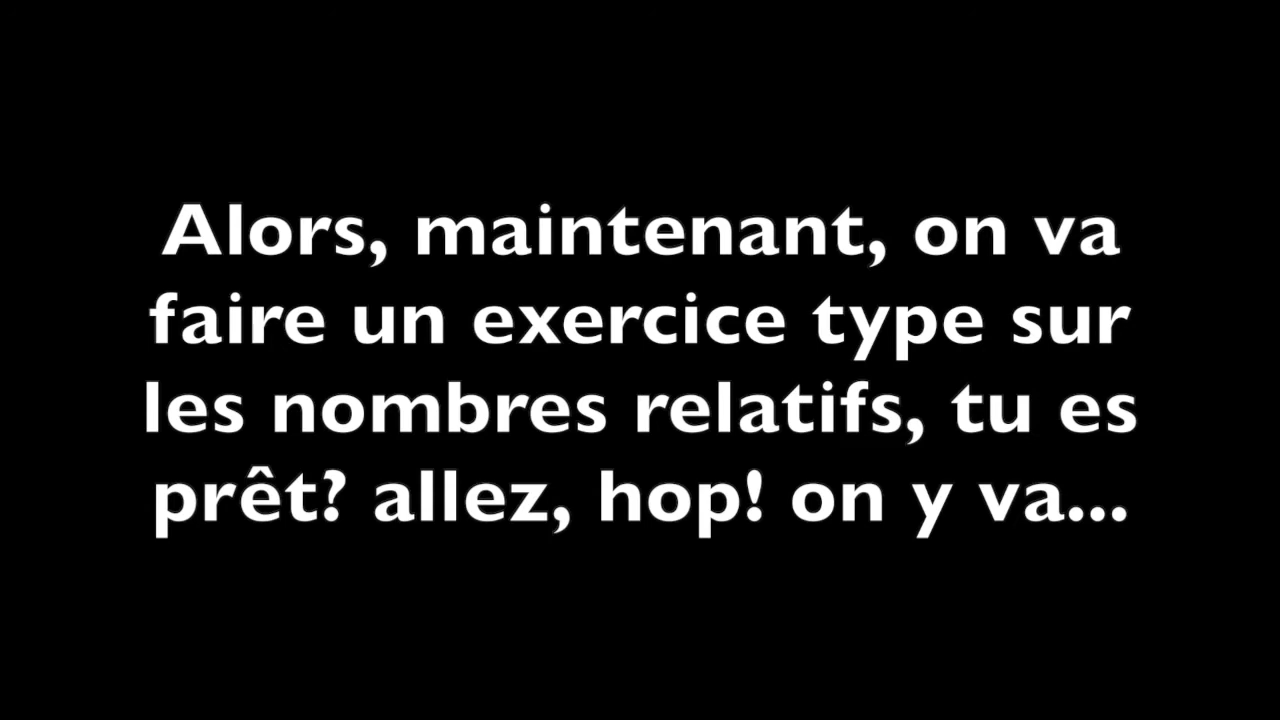 Alors, maintenant, on va
faire un exercice type sur
les nombres relatifs, tu es
prêt? allez, hop! on y va...